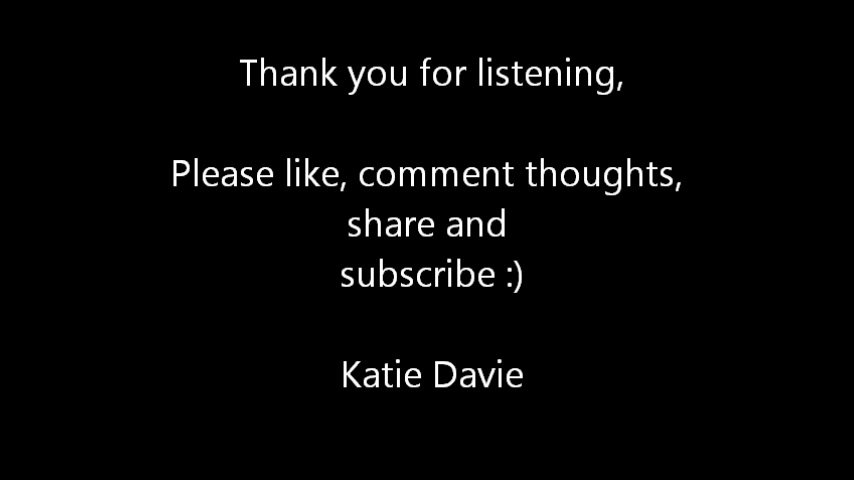 Thank you for listening,
Please like, comment thoughts,
share and
subscribe :)
Katie Davie